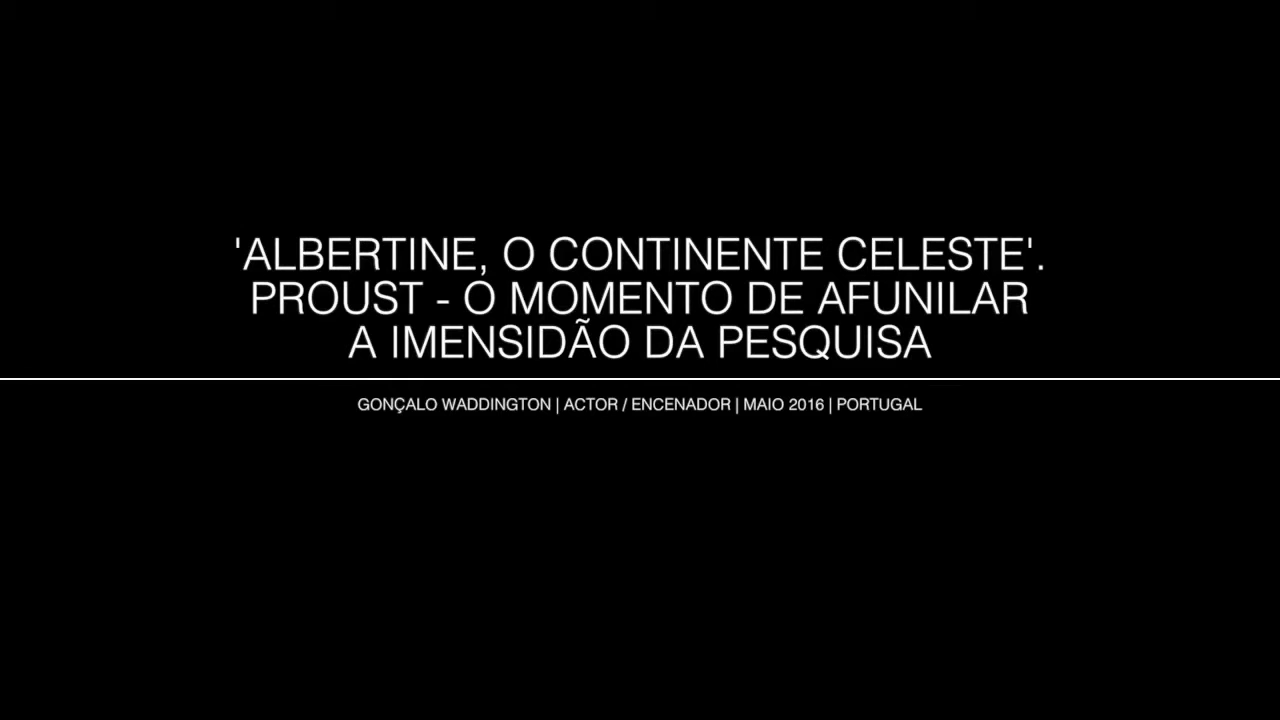 'ALBERTINE, O CONTINENTE CELESTE'.
PROUST - O MOMENTO DE AFUNILAR
A IMENSIDÃO DA PESQUISA
GONÇALO WADDINGTON | ACTOR / ENCENADOR | MAIO 2016 | PORTUGAL